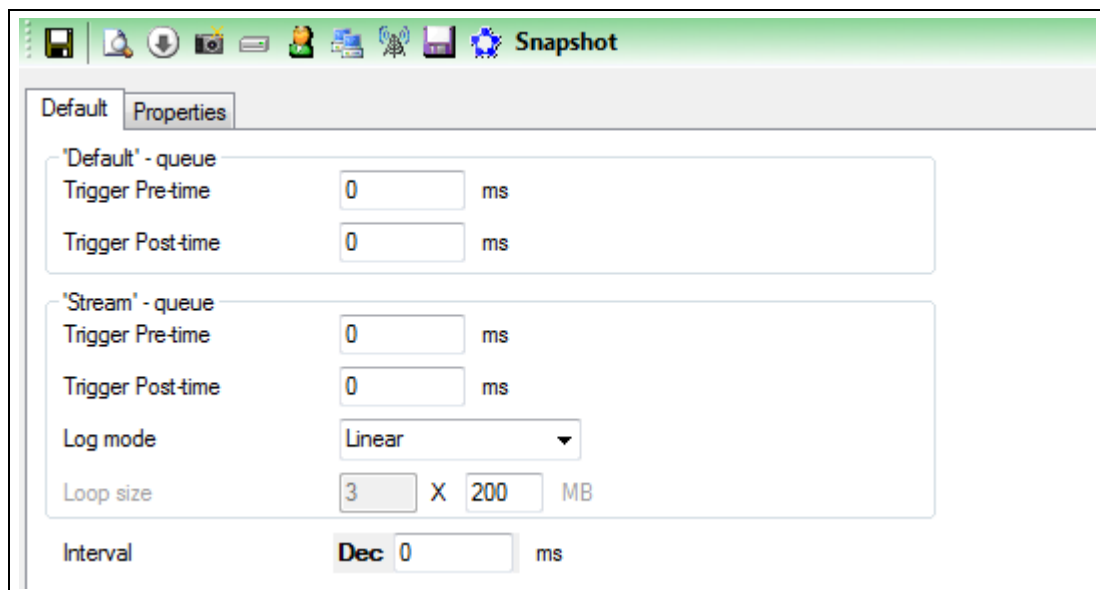 Snapshot
Default Properties
'Default' - queue
Trigger Pre-time 0 ms
Trigger Post-time 0 ms
'Stream' - queue
Trigger Pre-time 0 ms
Trigger Post-time 0 ms
Log mode Linear
Loop size 3 X 200 MB
Interval Dec 0 ms